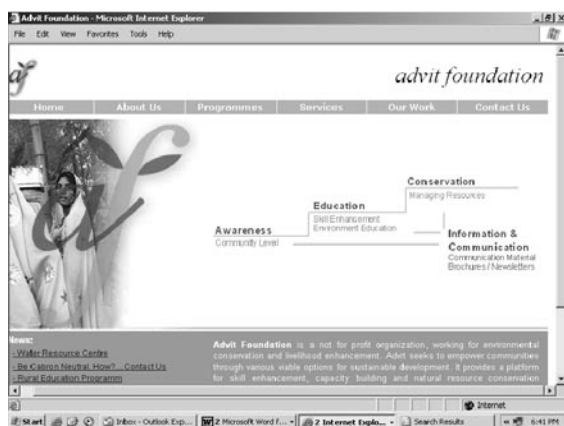 Advit Foundation - Microsoft Internet Explorer
File Edit View Favorites Tools Help
af
advit foundation
Home About Us Programmes Services Our Work Contact Us
af
Conservation
Managing Resources
Education
Skill Enhancement
Environment Education
Awareness
Community Level
Information &
Communication
Communication Material
Brochures / Newsletters
News:
- Water Resource Centre
- Be Cabron Neutral. How?... Contact Us
- Rural Education Programm
Advit Foundation is a not for profit organization, working for environmental
conservation and livelihood enhancement. Advit seeks to empower communities
through various viable options for sustainable development. It provides a platform
for skill enhancement, capacity building and natural resource conservation
Internet
Start Inbox - Outlook Exp... 2 Microsoft Word f... 2 Internet Explo... Search Results 6:41 PM